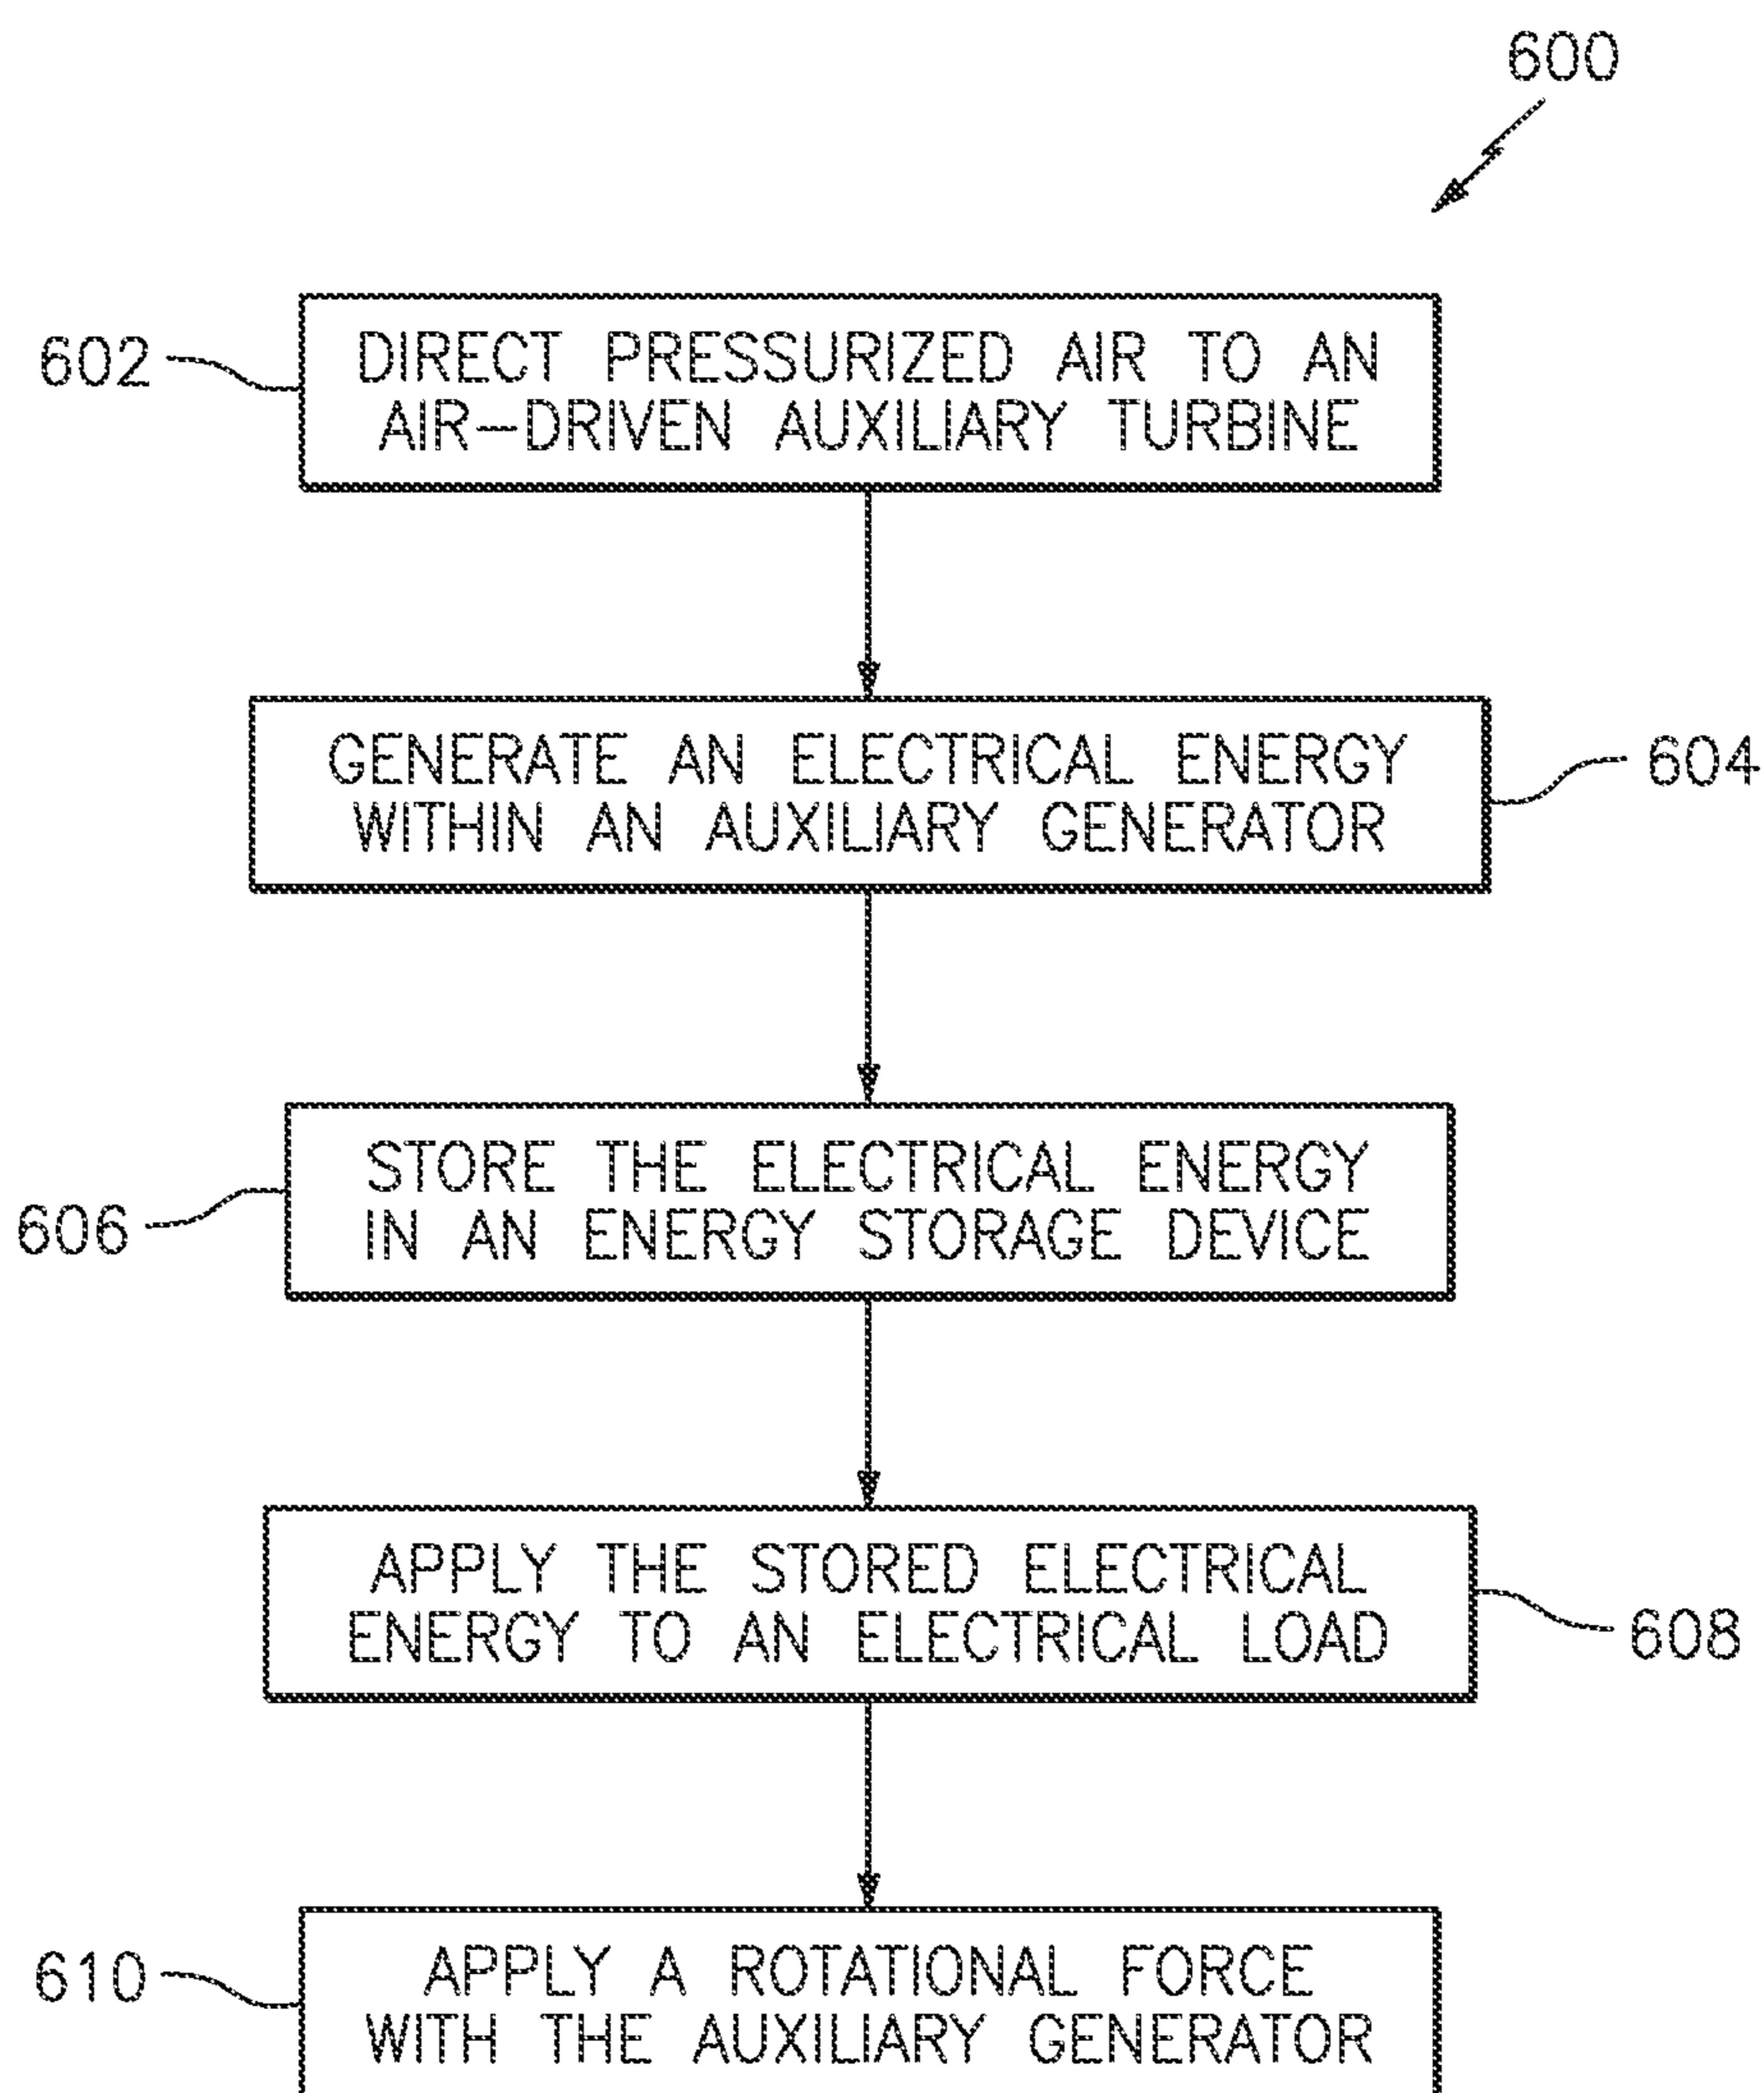 600
602
DIRECT PRESSURIZED AIR TO AN
AIR-DRIVEN AUXILIARY TURBINE
GENERATE AN ELECTRICAL ENERGY
WITHIN AN AUXILIARY GENERATOR
604
STORE THE ELECTRICAL ENERGY
IN AN ENERGY STORAGE DEVICE
606
APPLY THE STORED ELECTRICAL
ENERGY TO AN ELECTRICAL LOAD
608
610
APPLY A ROTATIONAL FORCE
WITH THE AUXILIARY GENERATOR